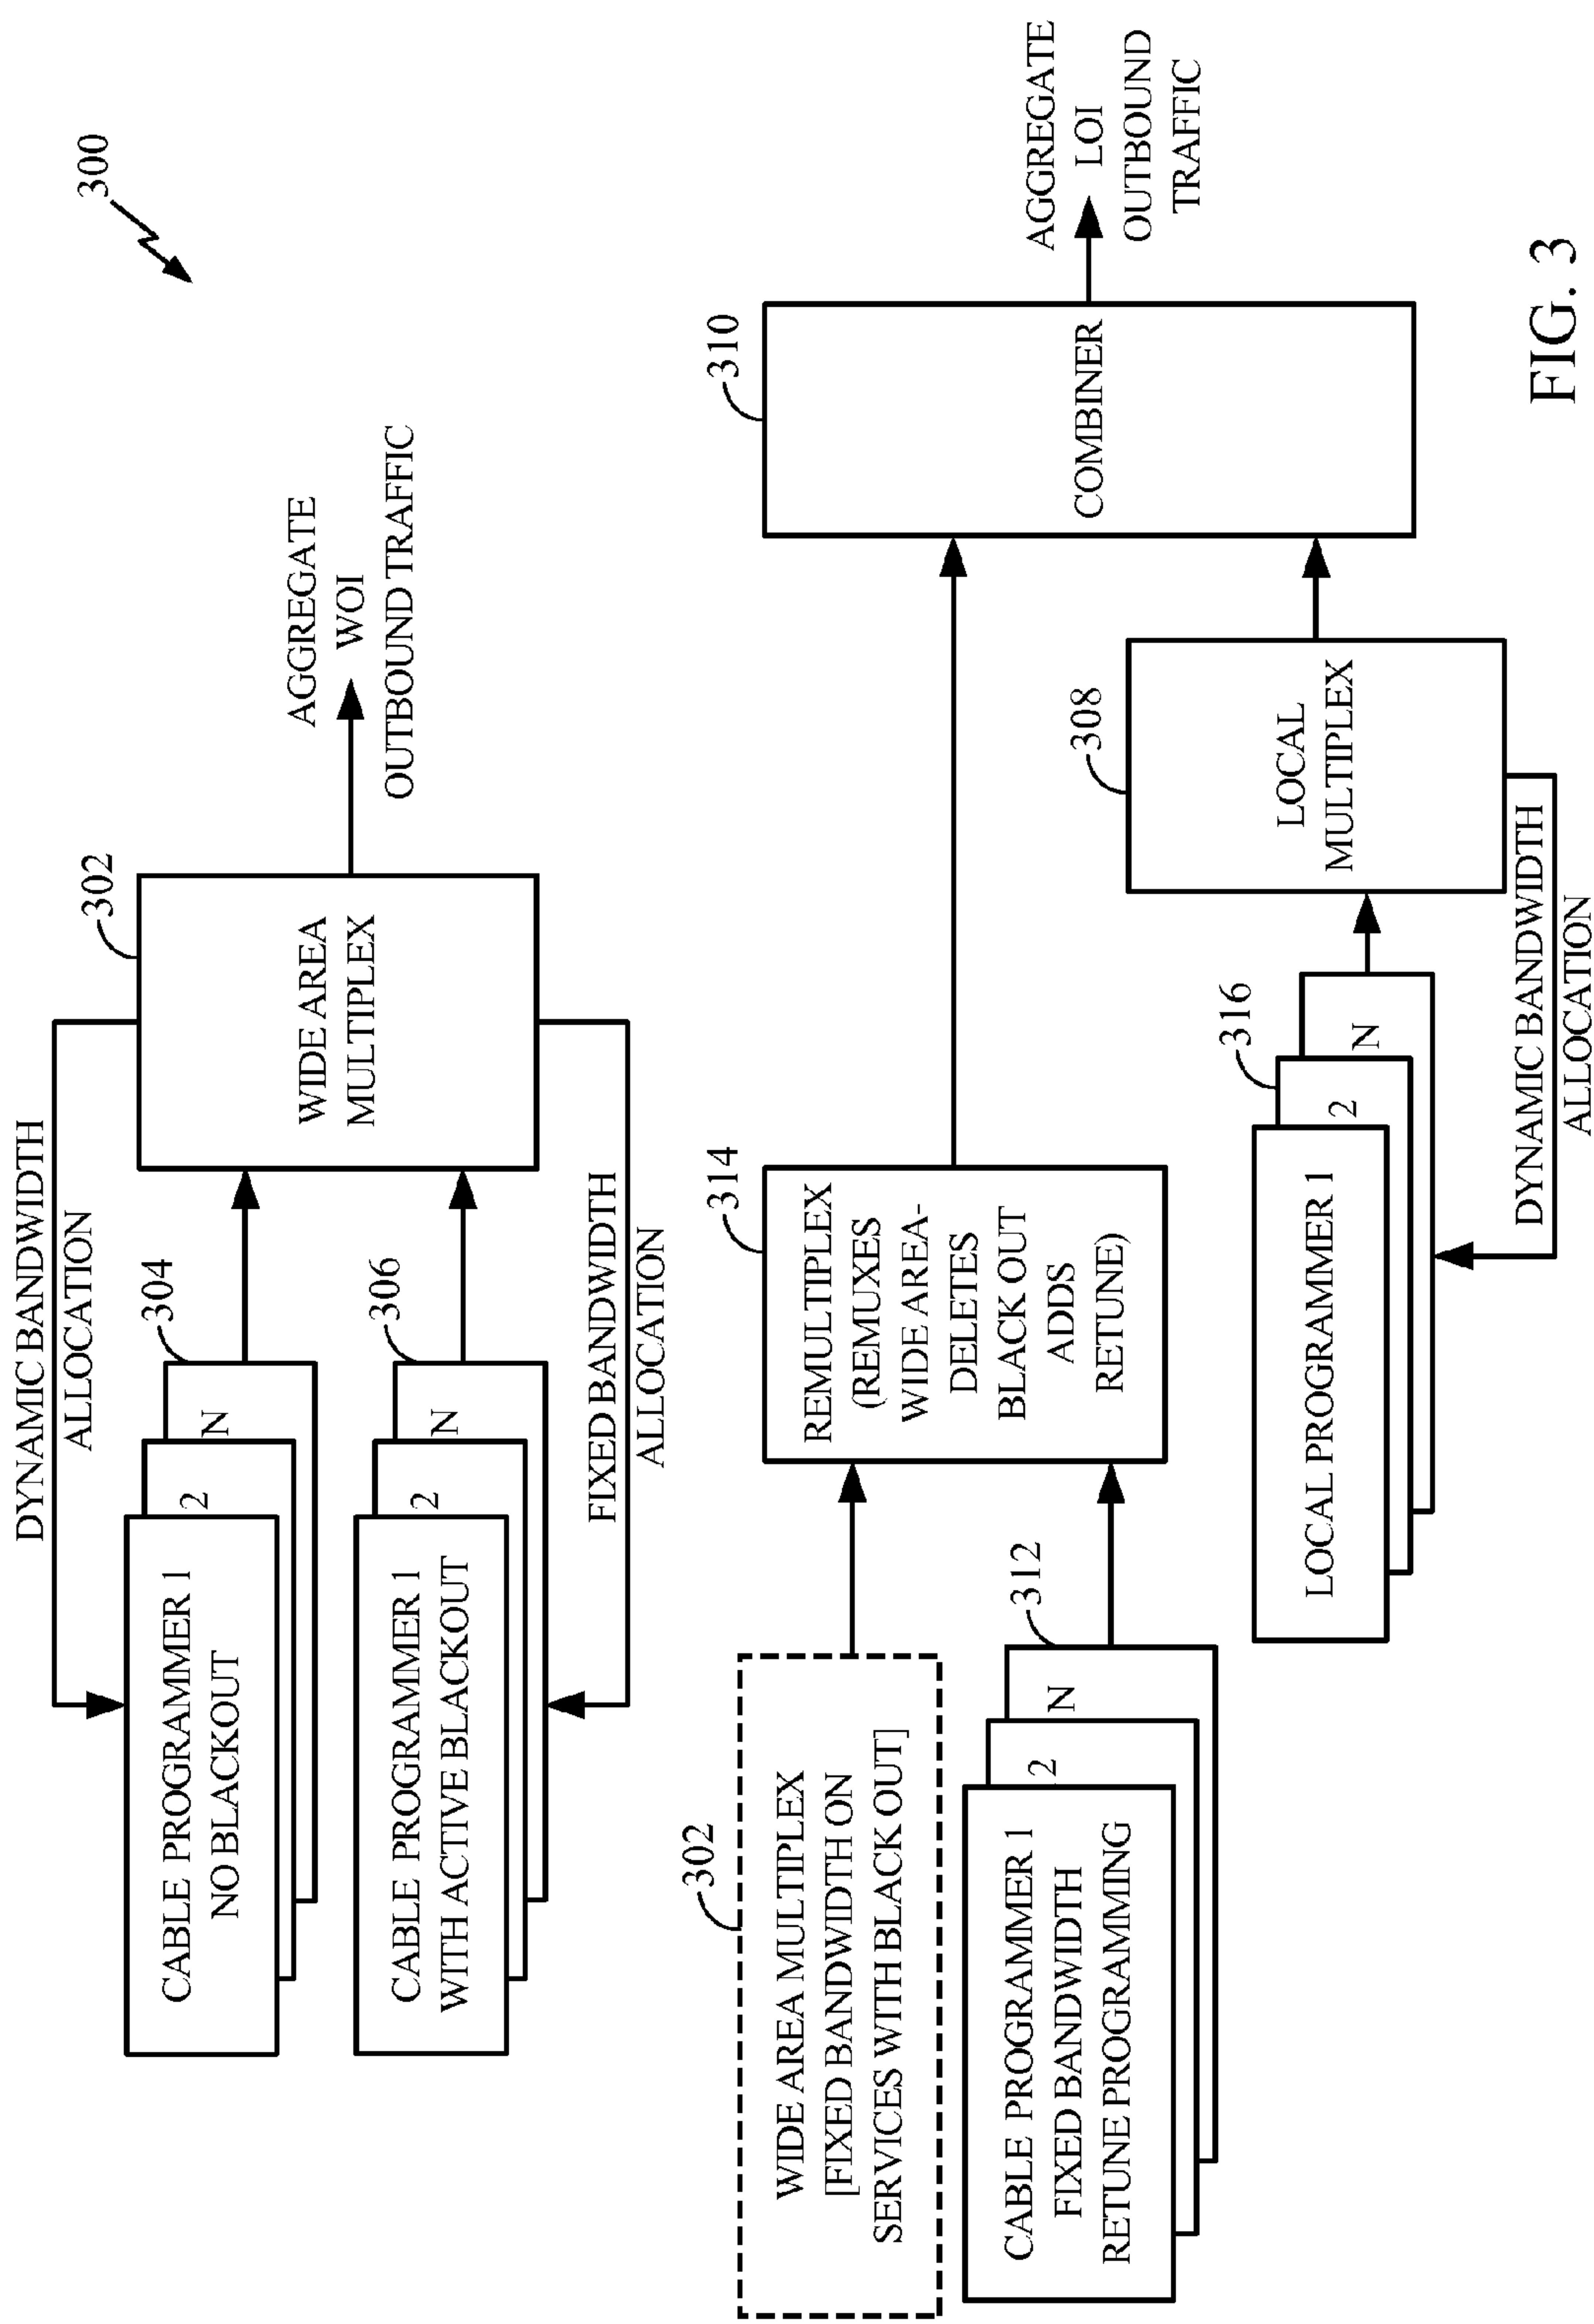 300
DYNAMIC BANDWIDTH
ALLOCATION
CABLE PROGRAMMER 1
NO BLACKOUT
2
N
304
CABLE PROGRAMMER 1
WITH ACTIVE BLACKOUT
2
N
306
FIXED BANDWIDTH
ALLOCATION
302
WIDE AREA
MULTIPLEX
AGGREGATE
WOI
OUTBOUND TRAFFIC
302
WIDE AREA MULTIPLEX
[FIXED BANDWIDTH ON
SERVICES WITH BLACK OUT]
CABLE PROGRAMMER 1
FIXED BANDWIDTH
RETUNE PROGRAMMING
2
N
312
314
REMULTIPLEX
(REMUXES
WIDE AREA-
DELETES
BLACK OUT
ADDS
RETUNE)
LOCAL PROGRAMMER 1
2
N
316
308
LOCAL
MULTIPLEX
DYNAMIC BANDWIDTH
ALLOCATION
310
COMBINER
AGGREGATE
LOI
OUTBOUND
TRAFFIC
FIG. 3